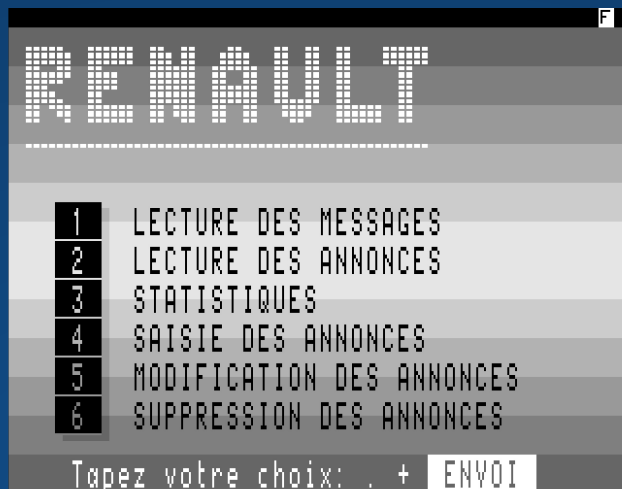 F
RENAULT
1 LECTURE DES MESSAGES
2 LECTURE DES ANNONCES
3 STATISTIQUES
4 SAISIE DES ANNONCES
5 MODIFICATION DES ANNONCES
6 SUPPRESSION DES ANNONCES
Tapez votre choix: . + ENVOI